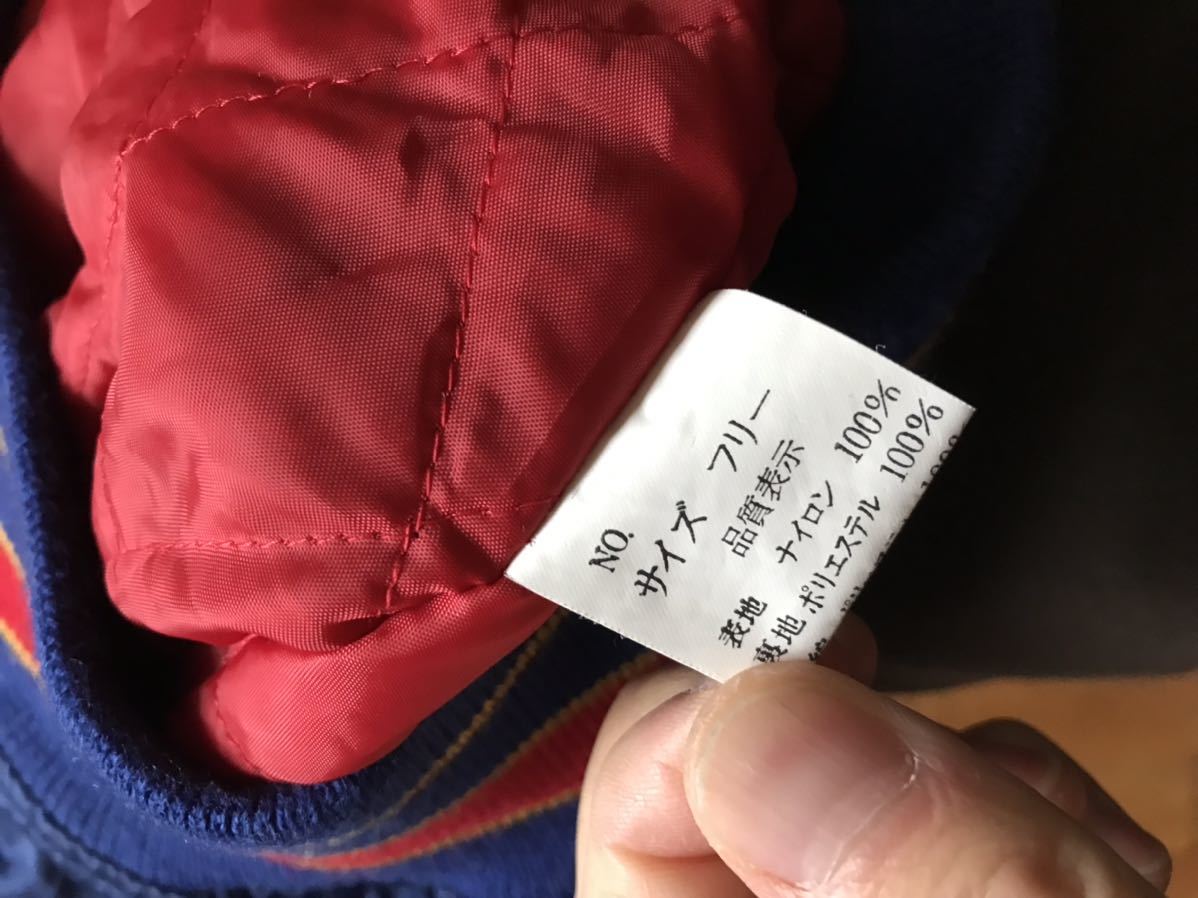 NO.
サイズ フリー
品質表示
表地 ナイロン 100%
裏地 ポリエステル 100%